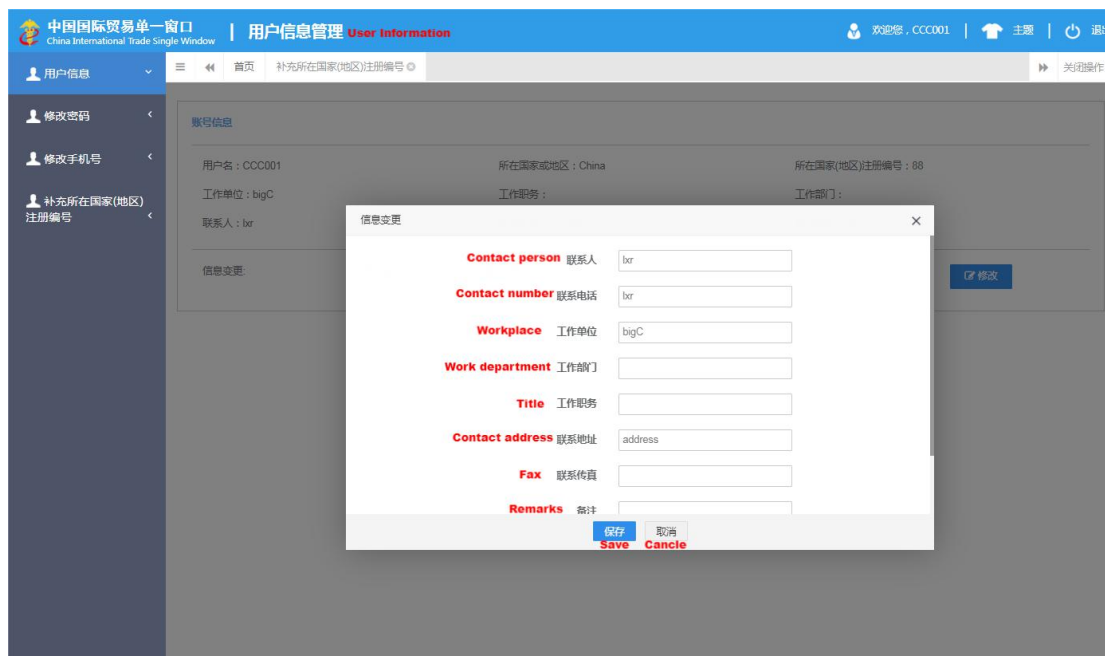 中国国际贸易单一窗口 | 用户信息管理 User Information 欢迎您，CCC001 | 主题 |
China International Trade Single Window
用户信息 首页 补充所在国家(地区)注册编号 关闭操作
修改密码
修改手机号
补充所在国家(地区)
注册编号
账号信息
用户名：CCC001 所在国家或地区：China 所在国家(地区)注册编号：88
工作单位：bigC 工作职务： 工作部门：
联系人：lxr
信息变更: 修改
信息变更
Contact person 联系人 lxr
Contact number 联系电话 lxr
Workplace 工作单位 bigC
Work department 工作部门
Title 工作职务
Contact address 联系地址 address
Fax 联系传真
Remarks 备注
保存 取消
Save Cancle